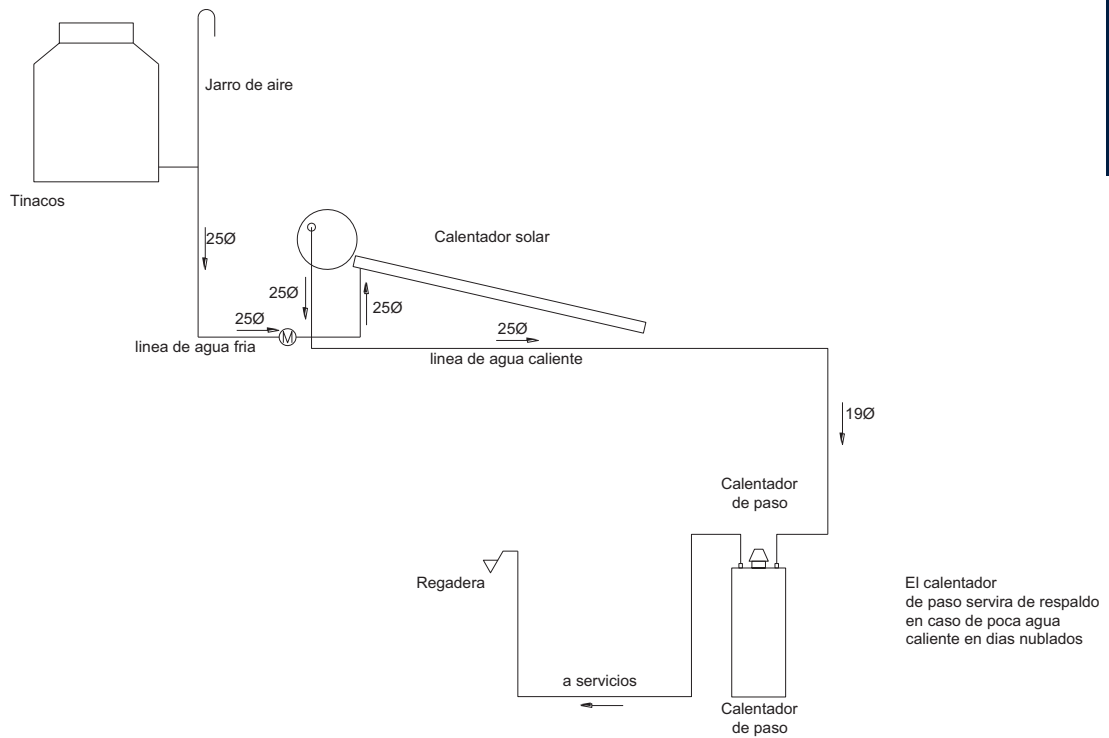 Jarro de aire
Tinacos
25Ø
Calentador solar
25Ø
25Ø
25Ø
25Ø
M
linea de agua fria
linea de agua caliente
19Ø
Calentador
de paso
Regadera
El calentador
de paso servira de respaldo
en caso de poca agua
caliente en dias nublados
a servicios
Calentador
de paso